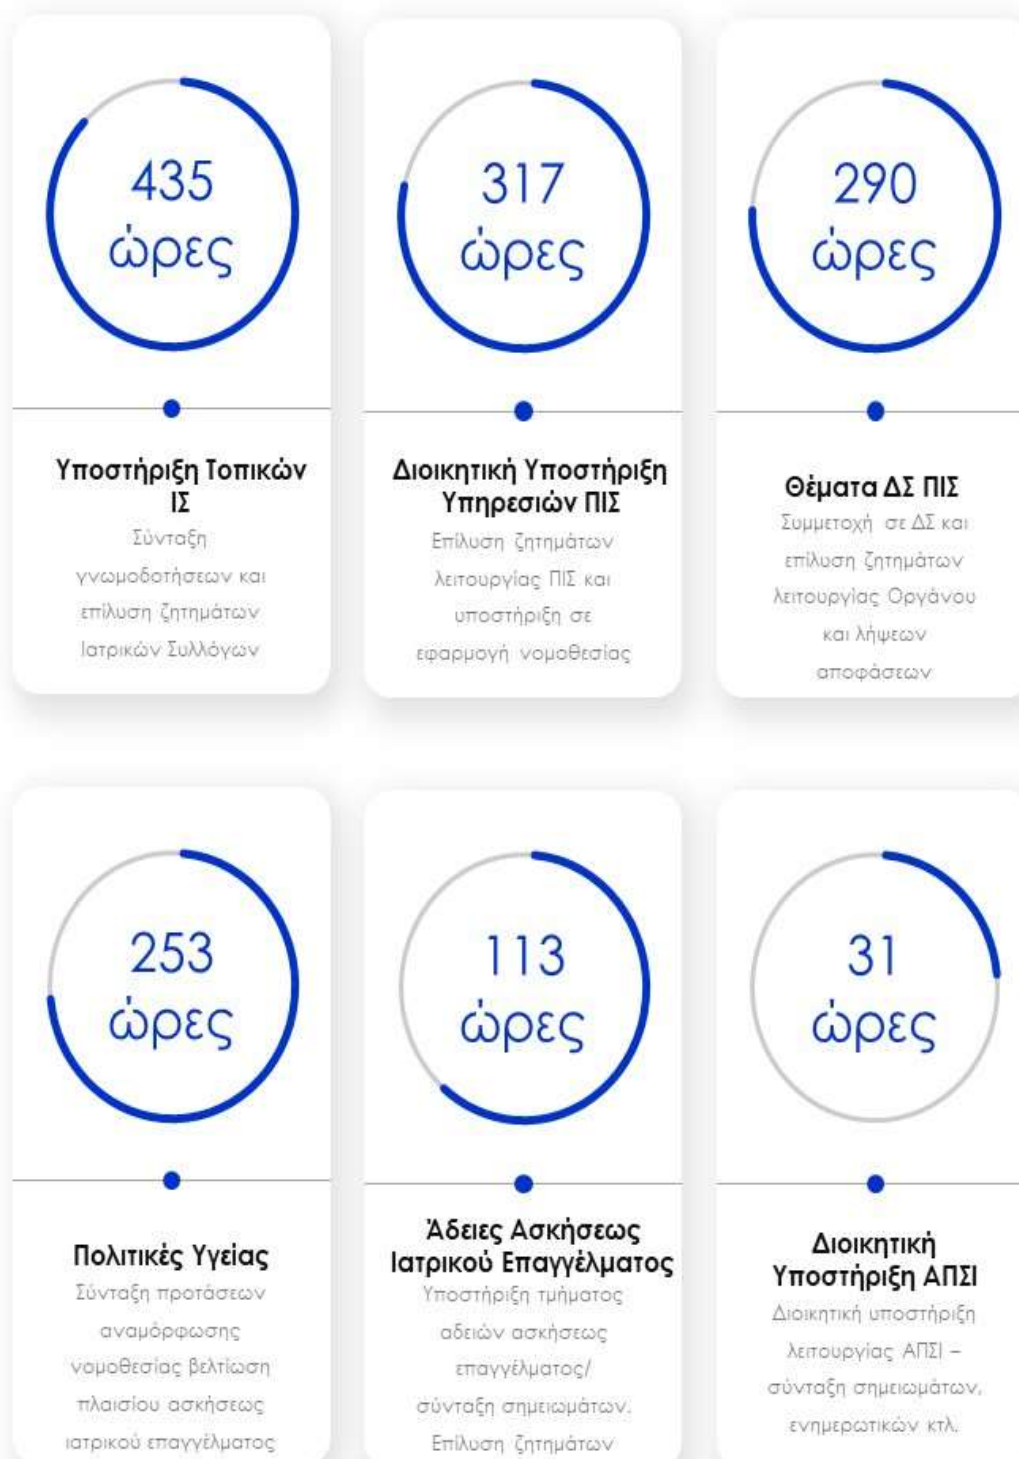 435
ώρες
Υποστήριξη Τοπικών
ΙΣ
Σύνταξη
γνωμοδοτήσεων και
επίλυση ζητημάτων
Ιατρικών Συλλόγων
317
ώρες
Διοικητική Υποστήριξη
Υπηρεσιών ΠΙΣ
Επίλυση ζητημάτων
λειτουργίας ΠΙΣ και
υποστήριξη σε
εφαρμογή νομοθεσίας
290
ώρες
Θέματα ΔΣ ΠΙΣ
Συμμετοχή σε ΔΣ και
επίλυση ζητημάτων
λειτουργίας Οργάνου
και λήψεων
αποφάσεων
253
ώρες
Πολιτικές Υγείας
Σύνταξη προτάσεων
αναμόρφωσης
νομοθεσίας βελτίωση
πλαισίου ασκήσεως
ιατρικού επαγγέλματος
113
ώρες
Άδειες Ασκήσεως
Ιατρικού Επαγγέλματος
Υποστήριξη τμήματος
αδειών ασκήσεως
επαγγέλματος/
σύνταξη σημειωμάτων.
Επίλυση ζητημάτων
31
ώρες
Διοικητική
Υποστήριξη ΑΠΣΙ
Διοικητική υποστήριξη
λειτουργίας ΑΠΣΙ –
σύνταξη σημειωμάτων,
ενημερωτικών κτλ.